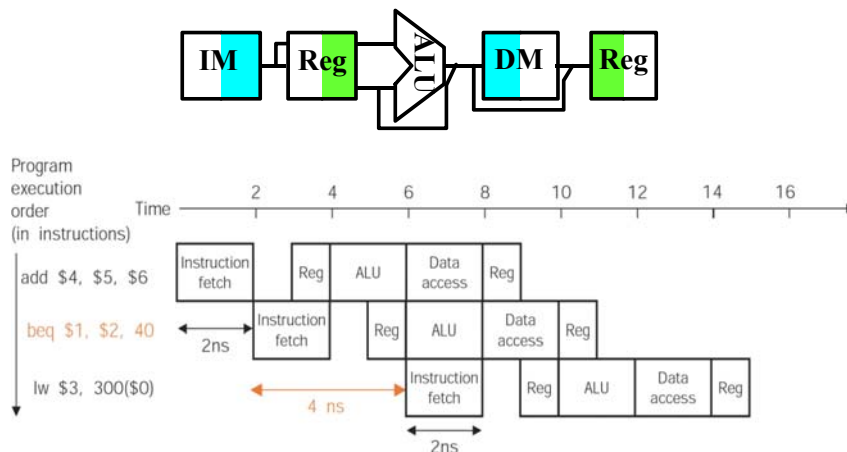 IM
Reg
ALU
DM
Reg
Program
execution
order
(in instructions)
Time
2 4 6 8 10 12 14 16
add $4, $5, $6
Instruction
fetch
Reg
ALU
Data
access
Reg
beq $1, $2, 40
2ns
Instruction
fetch
Reg
ALU
Data
access
Reg
lw $3, 300($0)
4 ns
Instruction
fetch
Reg
ALU
Data
access
Reg
2ns